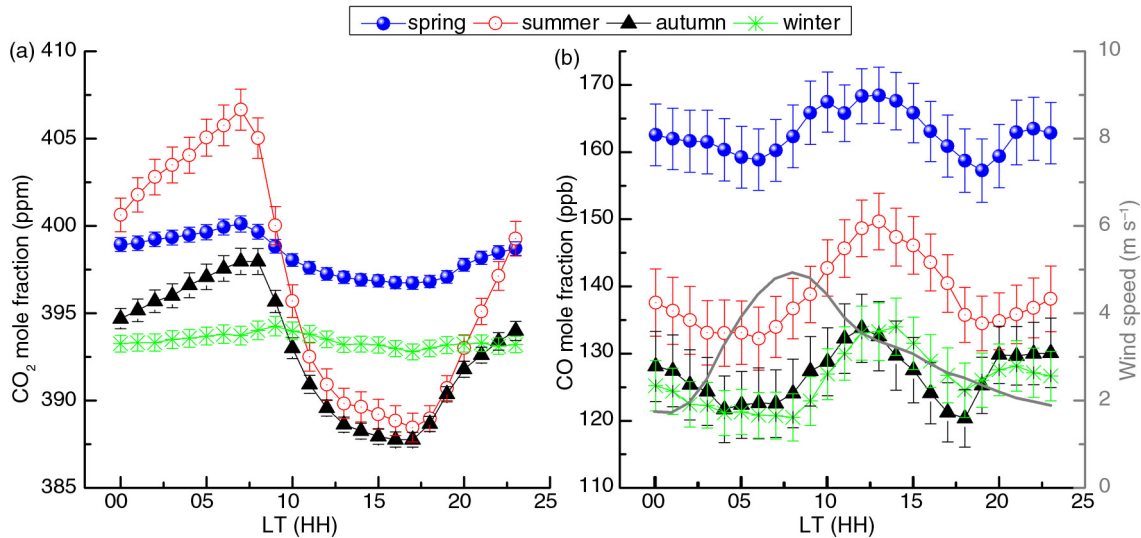 spring summer autumn winter
(a)
410
405
400
395
390
385
CO2 mole fraction (ppm)
00 05 10 15 20 25
LT (HH)
(b)
170
160
150
140
130
120
110
CO mole fraction (ppb)
00 05 10 15 20 25
LT (HH)
10
8
6
4
2
0
Wind speed (m s⁻¹)